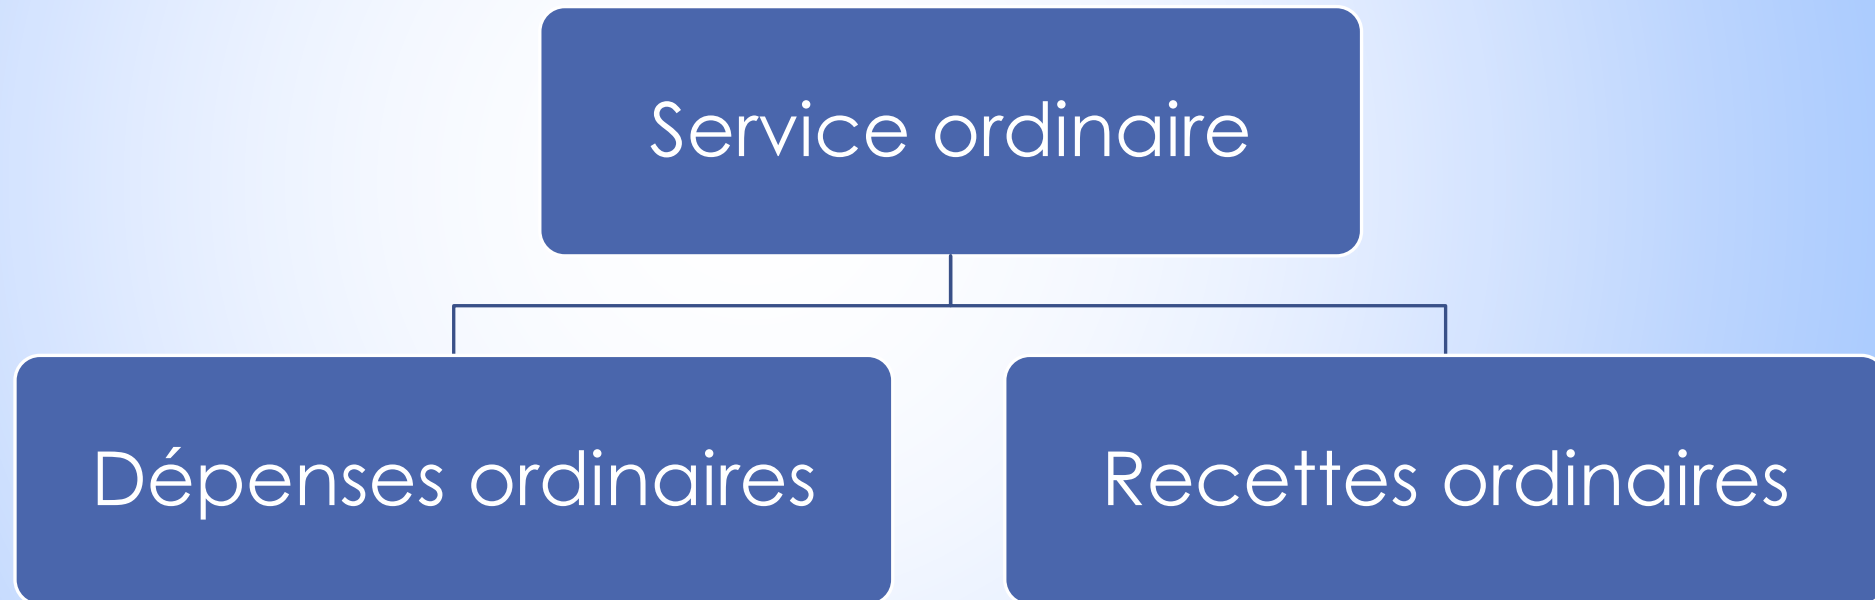 Service ordinaire
Dépenses ordinaires
Recettes ordinaires